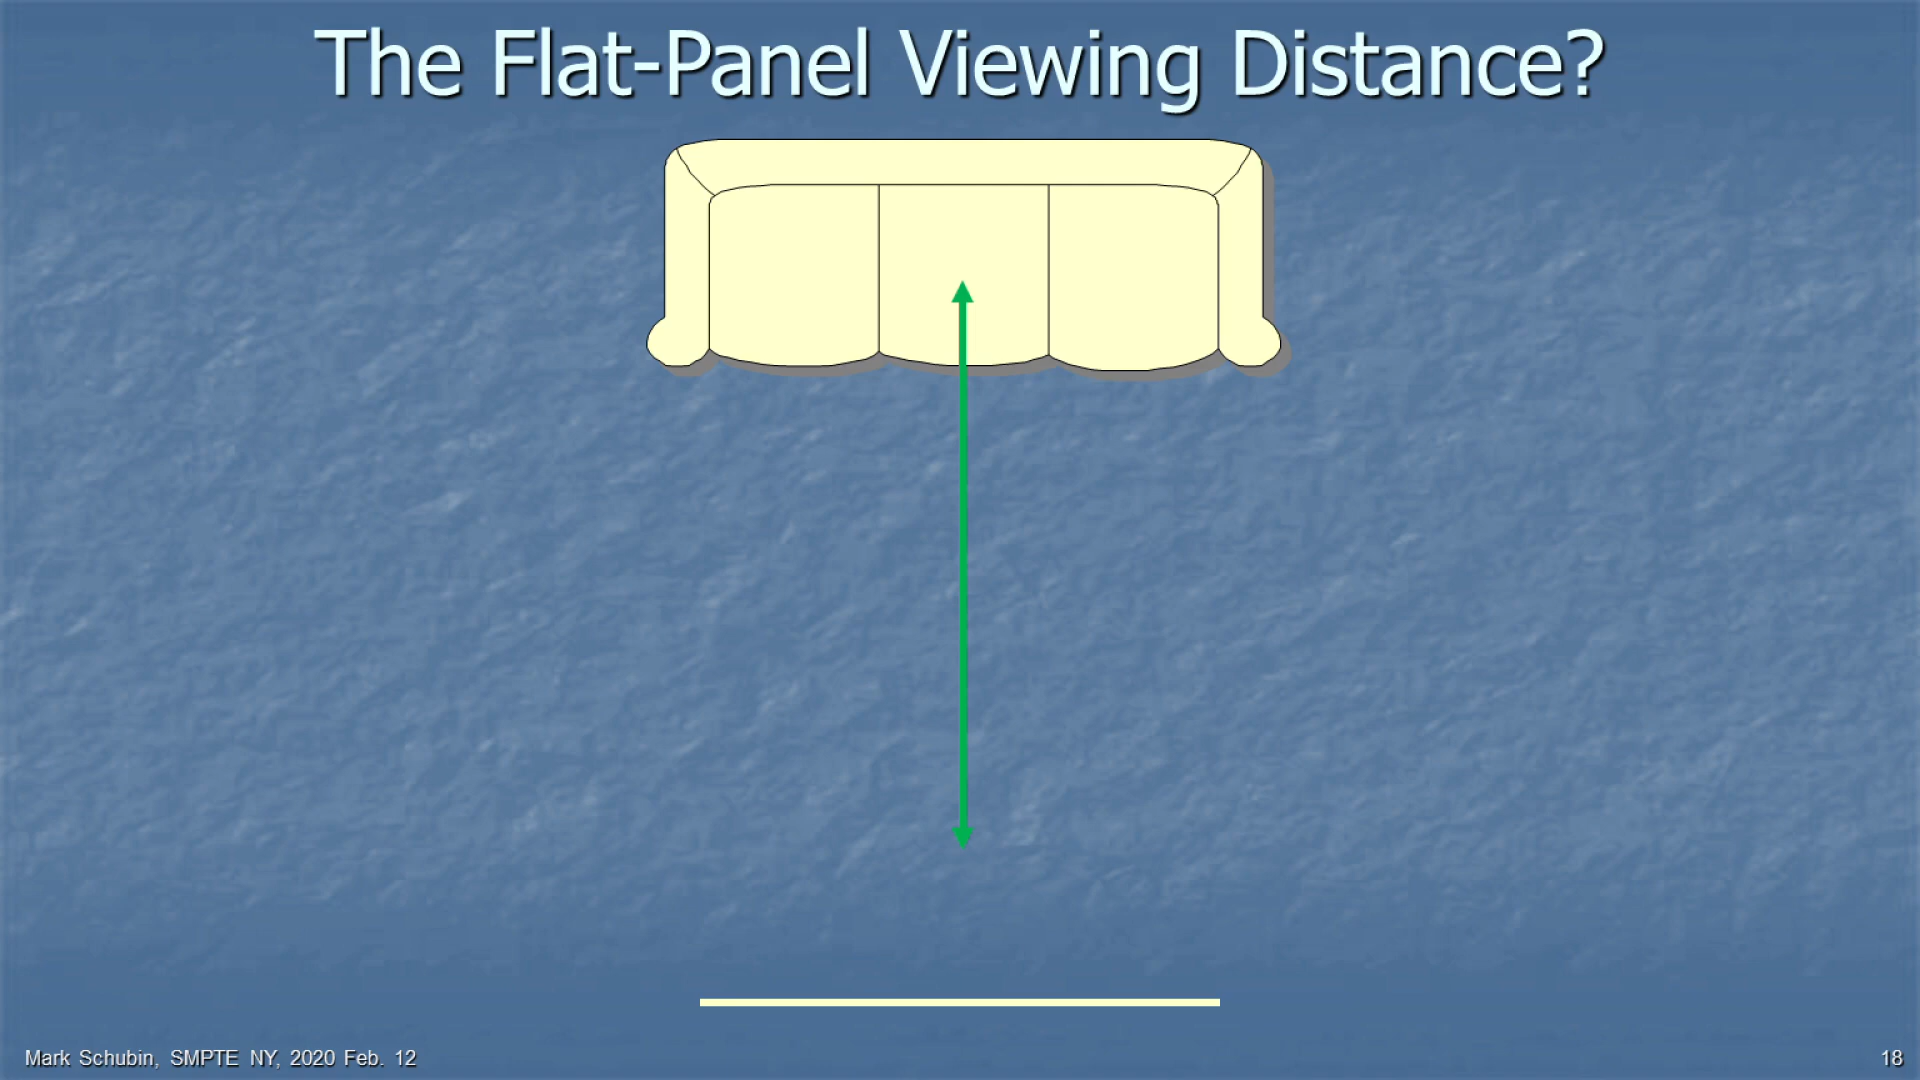 The Flat-Panel Viewing Distance?
Mark Schubin, SMPTE NY, 2020 Feb. 12
18